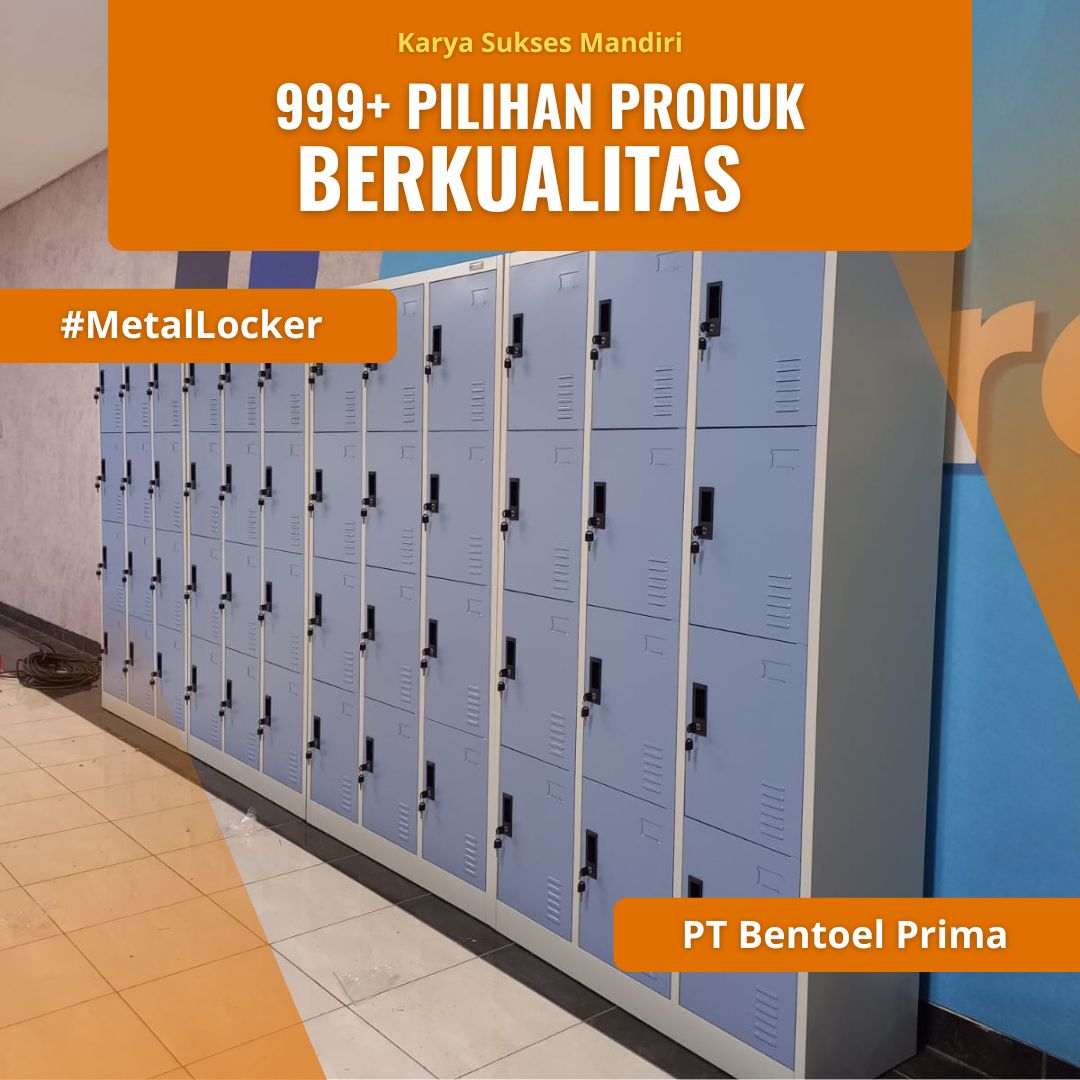 Karya Sukses Mandiri
999+ PILIHAN PRODUK
BERKUALITAS
#MetalLocker
PT Bentoel Prima